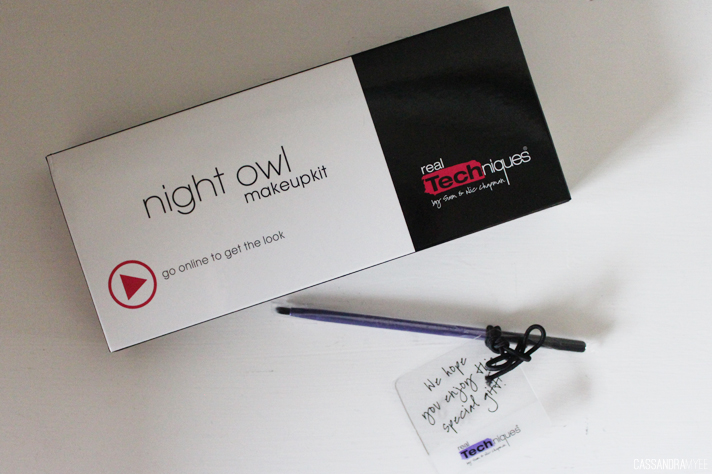 night owl
makeupkit
go online to get the look
real
Techniques®
by Sam & Nic Chapman
We hope
you enjoy this
special gift!
real
Techniques®
CASSANDRAMYEE